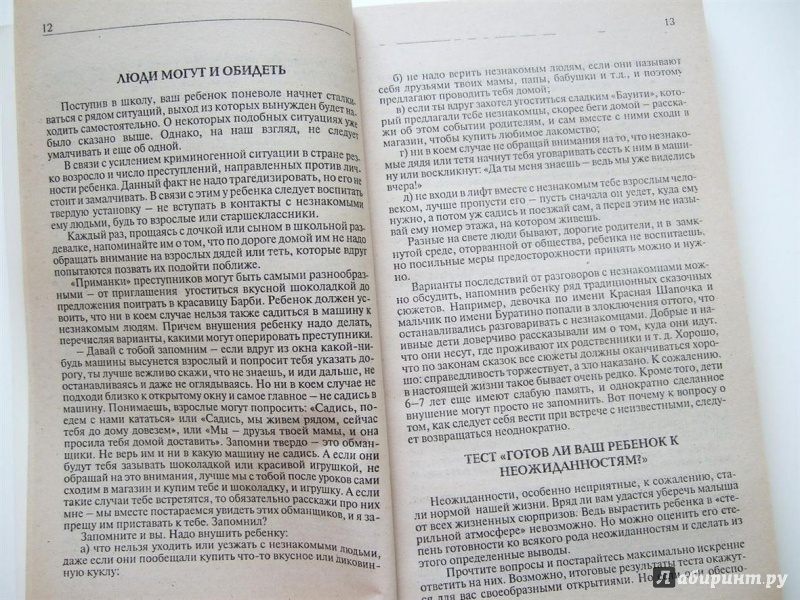 12
ЛЮДИ МОГУТ И ОБИДЕТЬ
Поступив в школу, ваш ребенок поневоле начнет сталки-
ваться с рядом ситуаций, выход из которых вынужден будет на-
ходить самостоятельно. О некоторых подобных ситуациях уже
было сказано выше. Однако, на наш взгляд, не следует
умалчивать и еще об одной.
В связи с усилением криминогенной ситуации в стране рез-
ко возросло и число преступлений, направленных против лич-
ности ребенка. Данный факт не надо трагедизировать, но его не
стоит и замалчивать. В связи с этим у ребенка следует воспитать
твердую установку — не вступать в контакты с незнакомыми
ему людьми, будь то взрослые или старшеклассники.
Каждый раз, прощаясь с дочкой или сыном в школьной раз-
девалке, напоминайте им о том, что по дороге домой им не надо
обращать внимания на взрослых дядей или теть, которые вдруг
попытаются позвать их подойти поближе.
«Приманки» преступников могут быть самыми разнообраз-
ными — от приглашения угоститься вкусной шоколадкой до
предложения поиграть в красавицу Барби. Ребенок должен усво-
ить, что ни в коем случае нельзя также садиться в машину к
незнакомым людям. Причем внушения ребенку надо делать,
перечисляя варианты, какими могут оперировать преступники.
— Давай с тобой запомним — если вдруг из окна какой-ни-
будь машины высунется взрослый и попросит тебя указать доро-
гу, ты лучше вежливо скажи, что не знаешь, и иди дальше, не
останавливаясь и даже не оглядываясь. Но ни в коем случае не
подходи близко к открытому окну и самое главное — не садись в
машину. Понимаешь, взрослые могут попросить: «Садись, по-
едем с нами кататься» или «Садись, мы живем рядом, сейчас
тебя до дому довезем», или «Мы — друзья твоей мамы, и она
просила тебя домой доставить». Запомни твердо — это обман-
щики. Не верь им и ни в какую машину не садись. А если они
будут тебя зазывать шоколадкой или красивой игрушкой, не
обращай на это внимания, лучше мы с тобой после уроков сами
сходим в магазин и купим тебе и шоколадку, и игрушку. А если
такие случаи тебе встретятся, то обязательно расскажи про них
мне — мы вместе постараемся увидеть этих обманщиков, и я за-
прещу им приставать к тебе. Запомнил?
Запомните и вы. Надо внушить ребенку:
а) что нельзя уходить или уезжать с незнакомыми людьми,
даже если они пообещали купить что-то вкусное или диковин-
ную куклу;
13
б) не надо верить незнакомым людям, если они называют
себя друзьями твоих мамы, папы, бабушки и т.д., и поэтому
предлагают проводить тебя домой;
в) если ты вдруг захотел угоститься сладким «Баунти», кото-
рый предлагали тебе незнакомцы, скорее беги домой — расска-
жи об этом событии родителям, и сам вместе с ними сходи в
магазин, чтобы купить любимое лакомство;
г) ни в коем случае не обращай внимания на то, что незнако-
мые дядя или тетя начнут тебя уговаривать сесть к ним в маши-
ну или воскликнут: «Да ты меня знаешь — ведь мы уже виделись
вчера!»
д) не входи в лифт вместе с незнакомым тебе взрослым чело-
веком, лучше пропусти его — пусть сначала он уедет, куда ему
нужно, а потом уж садись и поезжай сам, а перед этим не назы-
вай ему номер этажа, на котором живешь.
Разные на свете люди бывают, дорогие родители, и в замк-
нутой среде, оторванной от общества, ребенка не воспитаешь,
но посильные меры предосторожности принять можно и нуж-
но.
Варианты последствий от разговоров с незнакомцами мож-
но обсудить, напомнив ребенку ряд традиционных сказочных
сюжетов. Например, девочка по имени Красная Шапочка и
мальчик по имени Буратино попали в злоключения оттого, что
останавливались разговаривать с незнакомцами. Добрые и на-
ивные дети доверчиво рассказывали им о том, куда они идут,
что они несут, где проживают их родственники и т. д. Хорошо,
что по законам сказок все сюжеты должны оканчиваться хоро-
шо: справедливость торжествует, а зло наказано. К сожалению,
в настоящей жизни такое бывает очень редко. Кроме того, дети
6–7 лет еще имеют слабую память, и однократно сделанное
внушение могут просто не запомнить. Вот почему к вопросу о
том, как следует себя вести при встрече с неизвестными, следу-
ет возвращаться неоднократно.
ТЕСТ «ГОТОВ ЛИ ВАШ РЕБЕНОК К
НЕОЖИДАННОСТЯМ?»
Неожиданности, особенно неприятные, к сожалению, ста-
ли нормой нашей жизни. Вряд ли вам удастся уберечь малыша
от всех жизненных сюрпризов. Ведь вырастить ребенка в «сте-
рильной атмосфере» невозможно. Но можно оценить его сте-
пень готовности ко всякого рода неожиданностям и сделать из
этого определенные выводы.
Прочтите вопросы и постарайтесь максимально искренне
ответить на них. Возможно, итоговые результаты теста станут
для вас своеобразными открытиями. Но
Лабиринт.ру